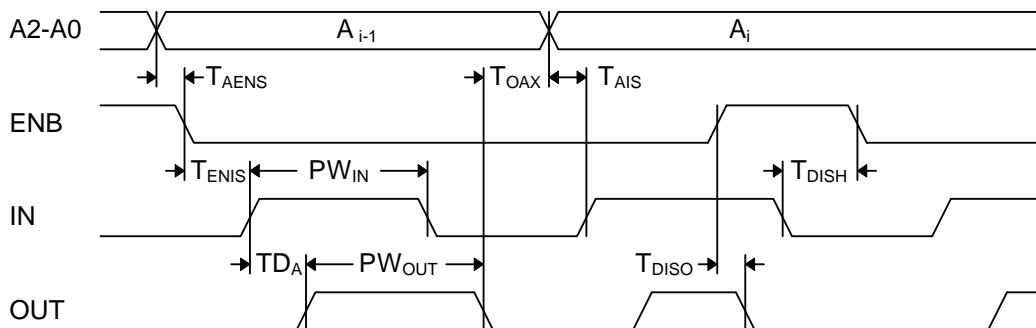 A2-A0 A i-1 Ai
TAENS TOAX TAIS
ENB
TENIS PWIN TDISH
IN
TDA PWOUT TDISO
OUT